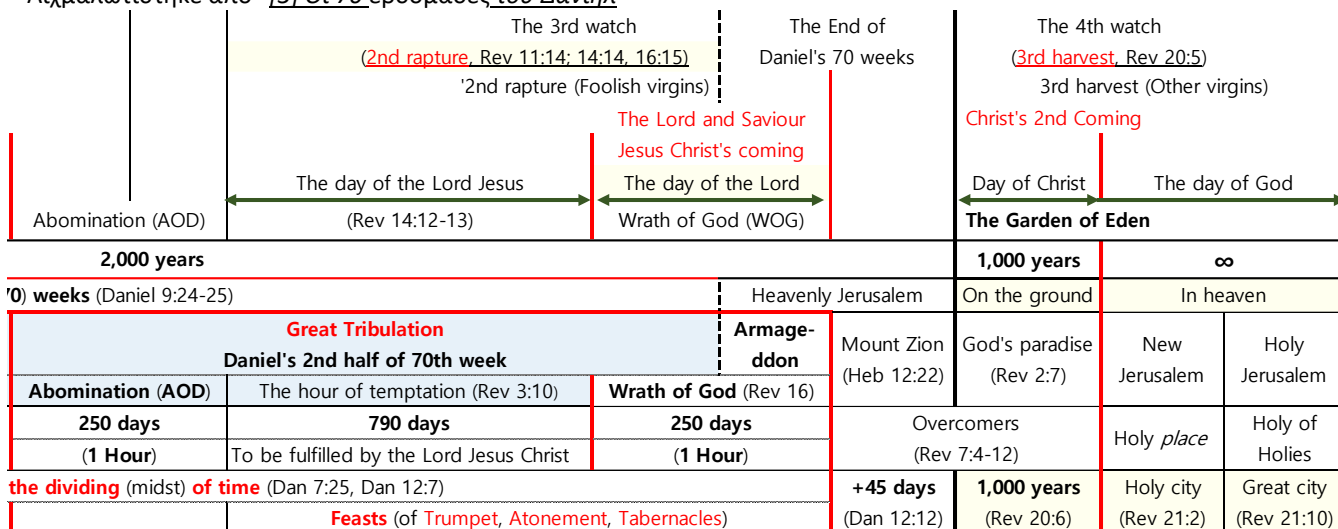 [3] Οι 70 εβδομάδες του Δανιήλ
The 3rd watch
(2nd rapture, Rev 11:14; 14:14, 16:15)
'2nd rapture (Foolish virgins)
The End of
Daniel's 70 weeks
The 4th watch
(3rd harvest, Rev 20:5)
3rd harvest (Other virgins)
The Lord and Saviour
Jesus Christ's coming
Christ's 2nd Coming
Abomination (AOD)
The day of the Lord Jesus
(Rev 14:12-13)
The day of the Lord
Wrath of God (WOG)
Day of Christ
The day of God
The Garden of Eden
2,000 years
1,000 years
∞
70) weeks (Daniel 9:24-25)
Heavenly Jerusalem
On the ground
In heaven
Great Tribulation
Daniel's 2nd half of 70th week
Armage-
ddon
Mount Zion
(Heb 12:22)
God's paradise
(Rev 2:7)
New
Jerusalem
Holy
Jerusalem
Abomination (AOD)
The hour of temptation (Rev 3:10)
Wrath of God (Rev 16)
250 days
790 days
250 days
(1 Hour)
To be fulfilled by the Lord Jesus Christ
(1 Hour)
Overcomers
(Rev 7:4-12)
Holy place
Holy of
Holies
the dividing (midst) of time (Dan 7:25, Dan 12:7)
+45 days
(Dan 12:12)
1,000 years
(Rev 20:6)
Holy city
(Rev 21:2)
Great city
(Rev 21:10)
Feasts (of Trumpet, Atonement, Tabernacles)